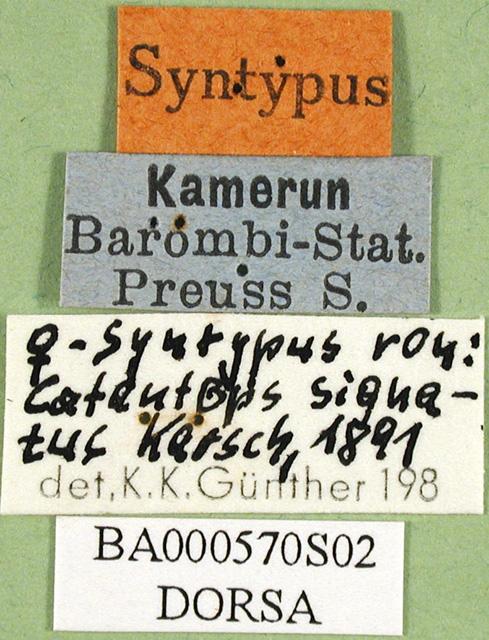 Syntypus
Kamerun
Barombi-Stat.
Preuss S.
♀-Syntypus von:
Catantops signa-
tus Karsch, 1891
det. K. K. Günther 198
BA000570S02
DORSA